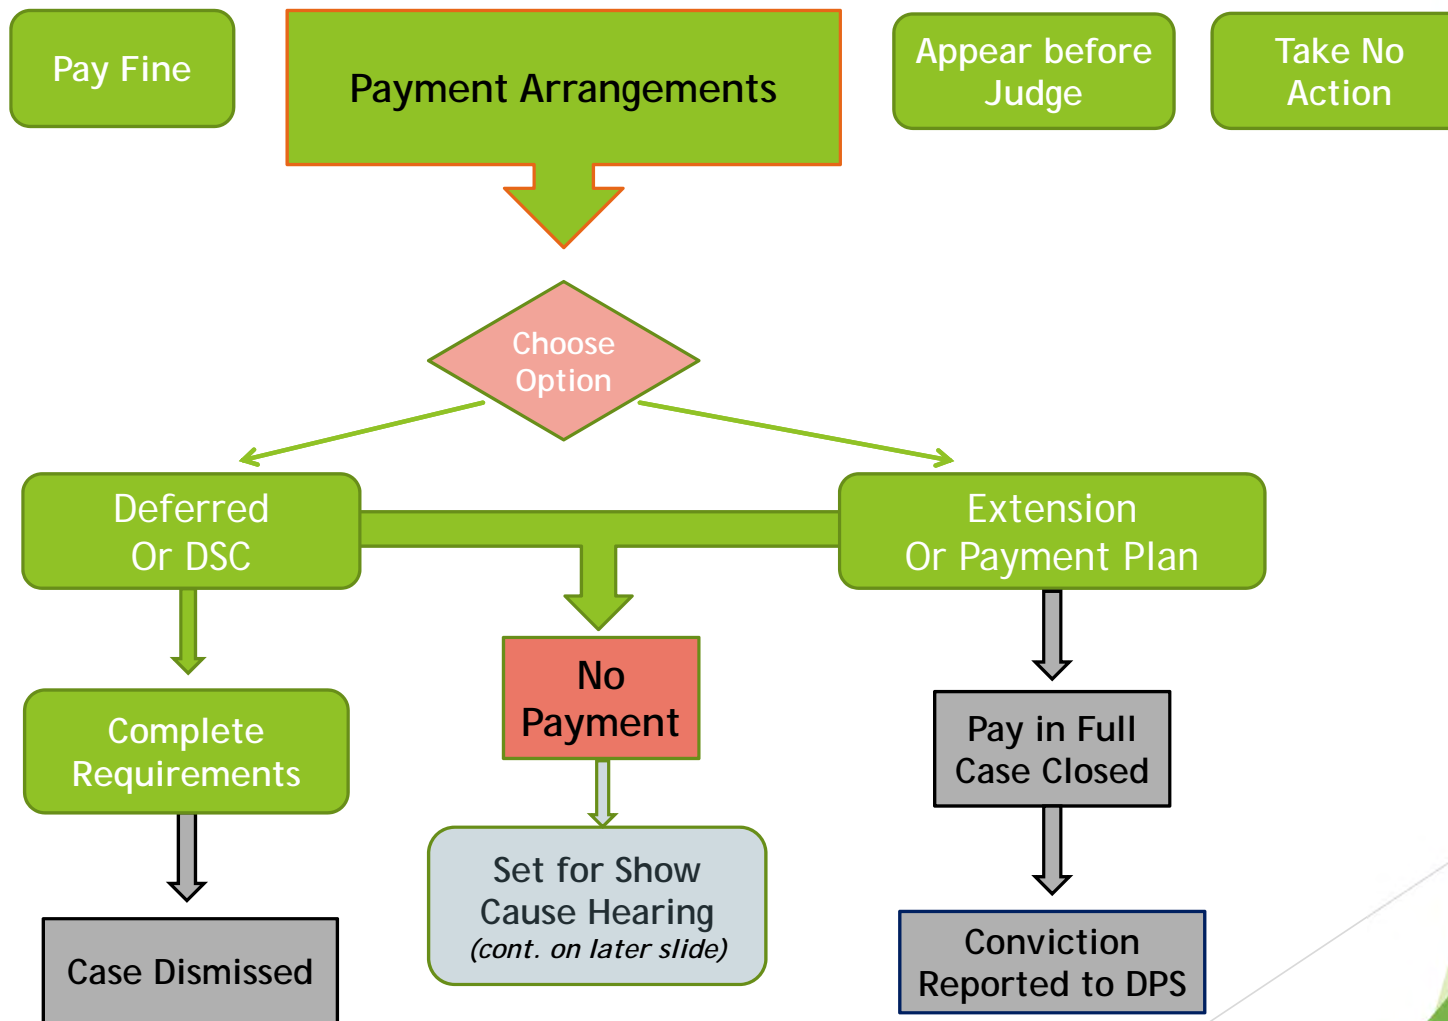 Pay Fine
Payment Arrangements
Appear before
Judge
Take No
Action
Choose
Option
Deferred
Or DSC
Extension
Or Payment Plan
No
Payment
Complete
Requirements
Pay in Full
Case Closed
Set for Show
Cause Hearing
(cont. on later slide)
Case Dismissed
Conviction
Reported to DPS